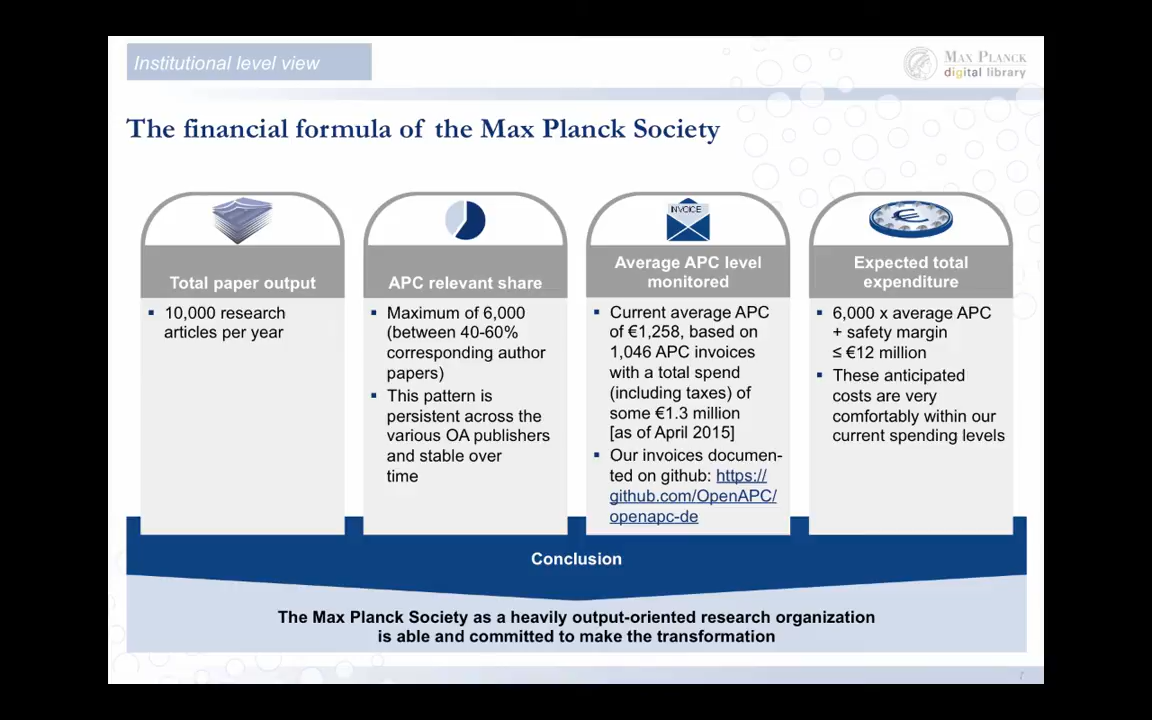 Institutional level view
MAX PLANCK
digital library
The financial formula of the Max Planck Society
Total paper output
▪ 10,000 research
articles per year
APC relevant share
▪ Maximum of 6,000
(between 40-60%
corresponding author
papers)
▪ This pattern is
persistent across the
various OA publishers
and stable over
time
INVOICE
Average APC level
monitored
▪ Current average APC
of €1,258, based on
1,046 APC invoices
with a total spend
(including taxes) of
some €1.3 million
[as of April 2015]
▪ Our invoices documen-
ted on github: https://
github.com/OpenAPC/
openapc-de
€
Expected total
expenditure
▪ 6,000 x average APC
+ safety margin
≤ €12 million
▪ These anticipated
costs are very
comfortably within our
current spending levels
Conclusion
The Max Planck Society as a heavily output-oriented research organization
is able and committed to make the transformation